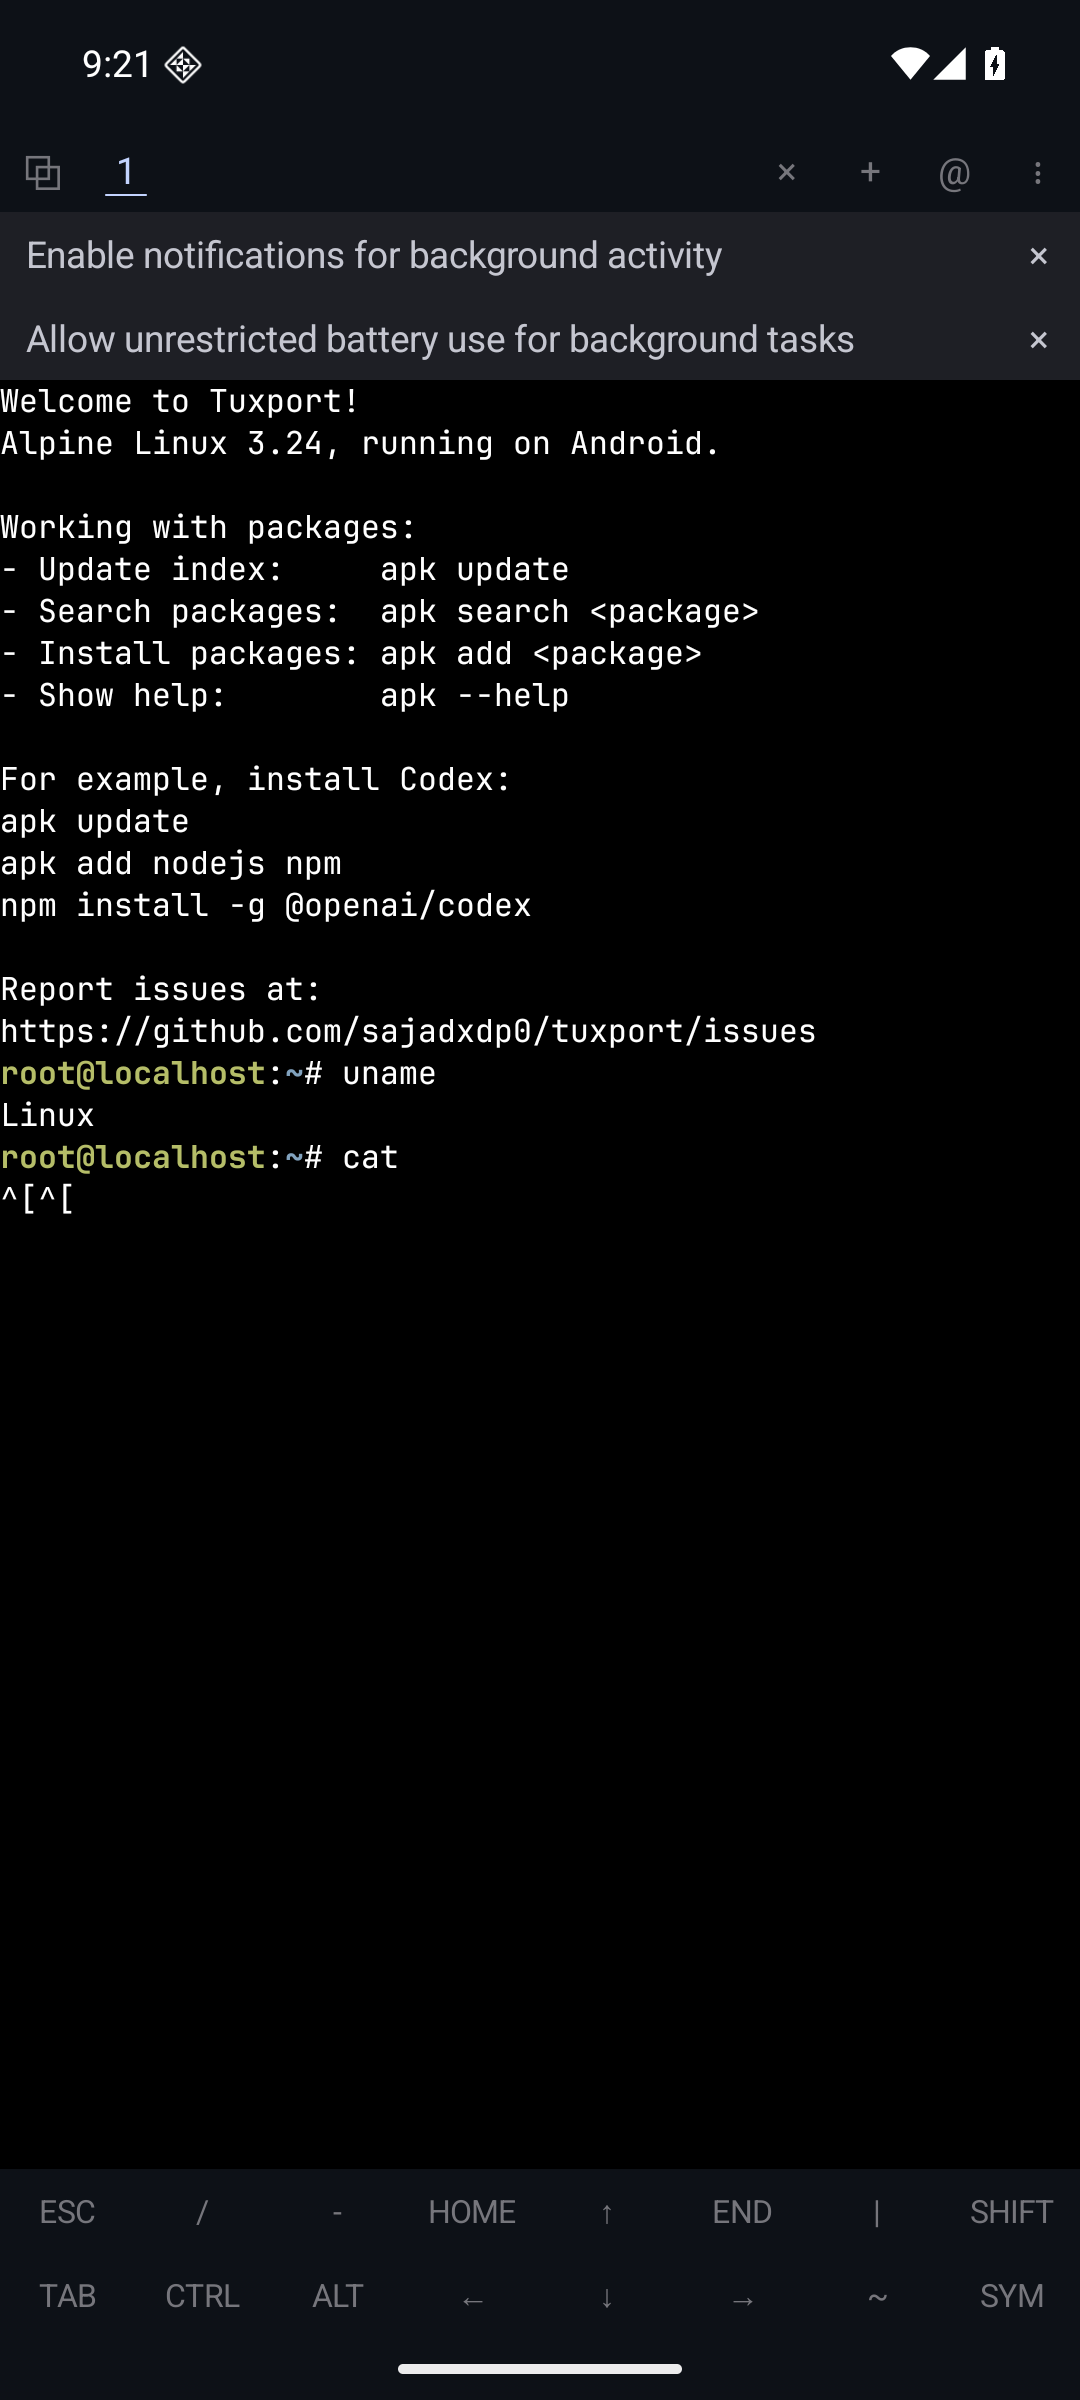 9:21
1 × + @
Enable notifications for background activity ×
Allow unrestricted battery use for background tasks ×
Welcome to Tuxport!
Alpine Linux 3.24, running on Android.
Working with packages:
- Update index:     apk update
- Search packages:  apk search <package>
- Install packages: apk add <package>
- Show help:        apk --help
For example, install Codex:
apk update
apk add nodejs npm
npm install -g @openai/codex
Report issues at:
https://github.com/sajadxdp0/tuxport/issues
root@localhost:~# uname
Linux
root@localhost:~# cat
^[^[
ESC / - HOME ↑ END | SHIFT
TAB CTRL ALT ← ↓ → ~ SYM